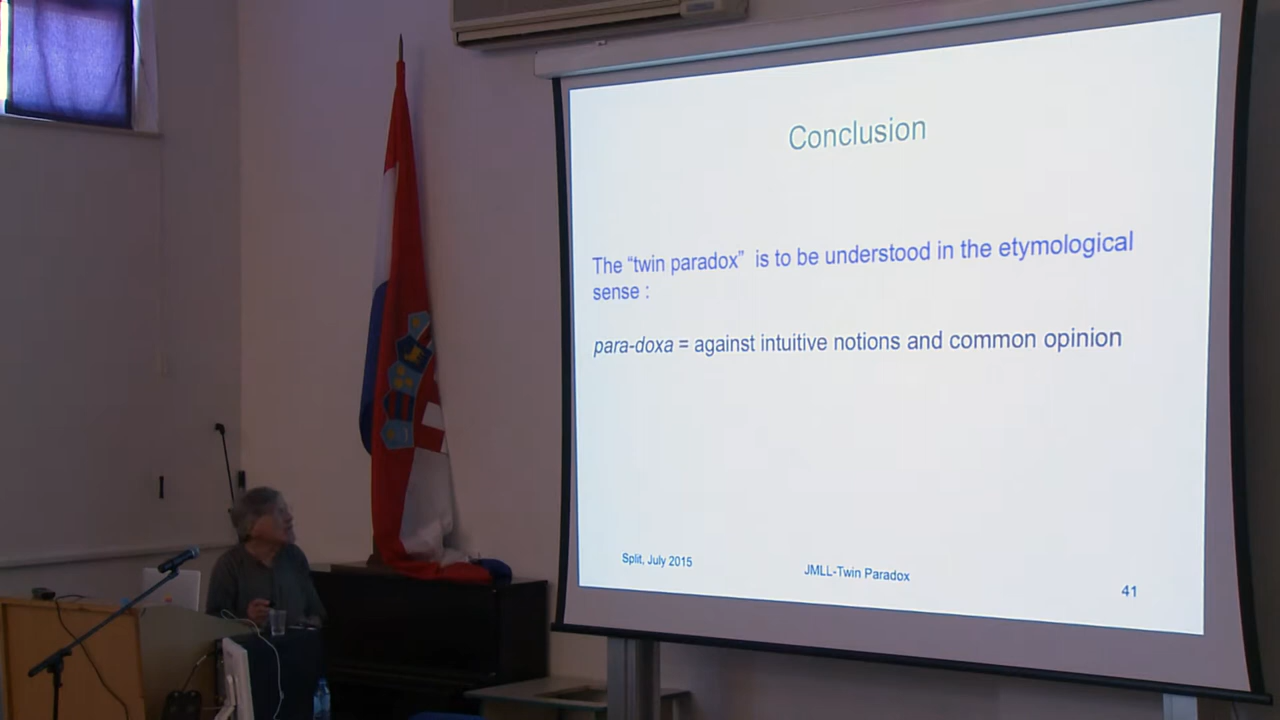 Conclusion
The “twin paradox”  is to be understood in the etymological
sense :
para-doxa = against intuitive notions and common opinion
Split, July 2015
JMLL-Twin Paradox
41